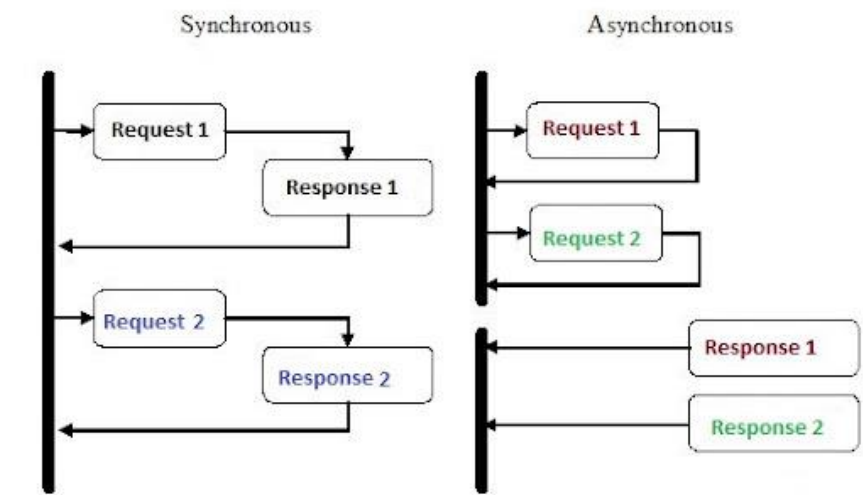 Synchronous
Asynchronous
Request 1
Response 1
Request 2
Response 2
Request 1
Request 2
Response 1
Response 2